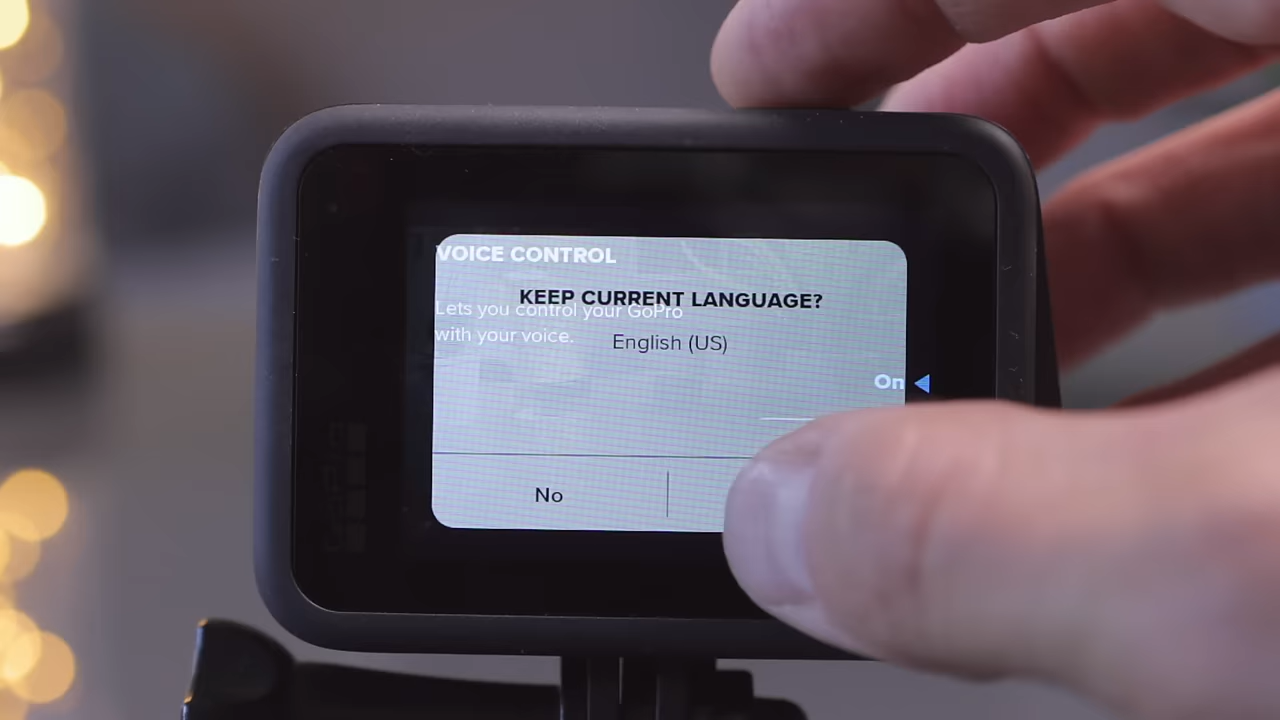 VOICE CONTROL
KEEP CURRENT LANGUAGE?
Lets you control your GoPro
with your voice.
English (US)
On
No